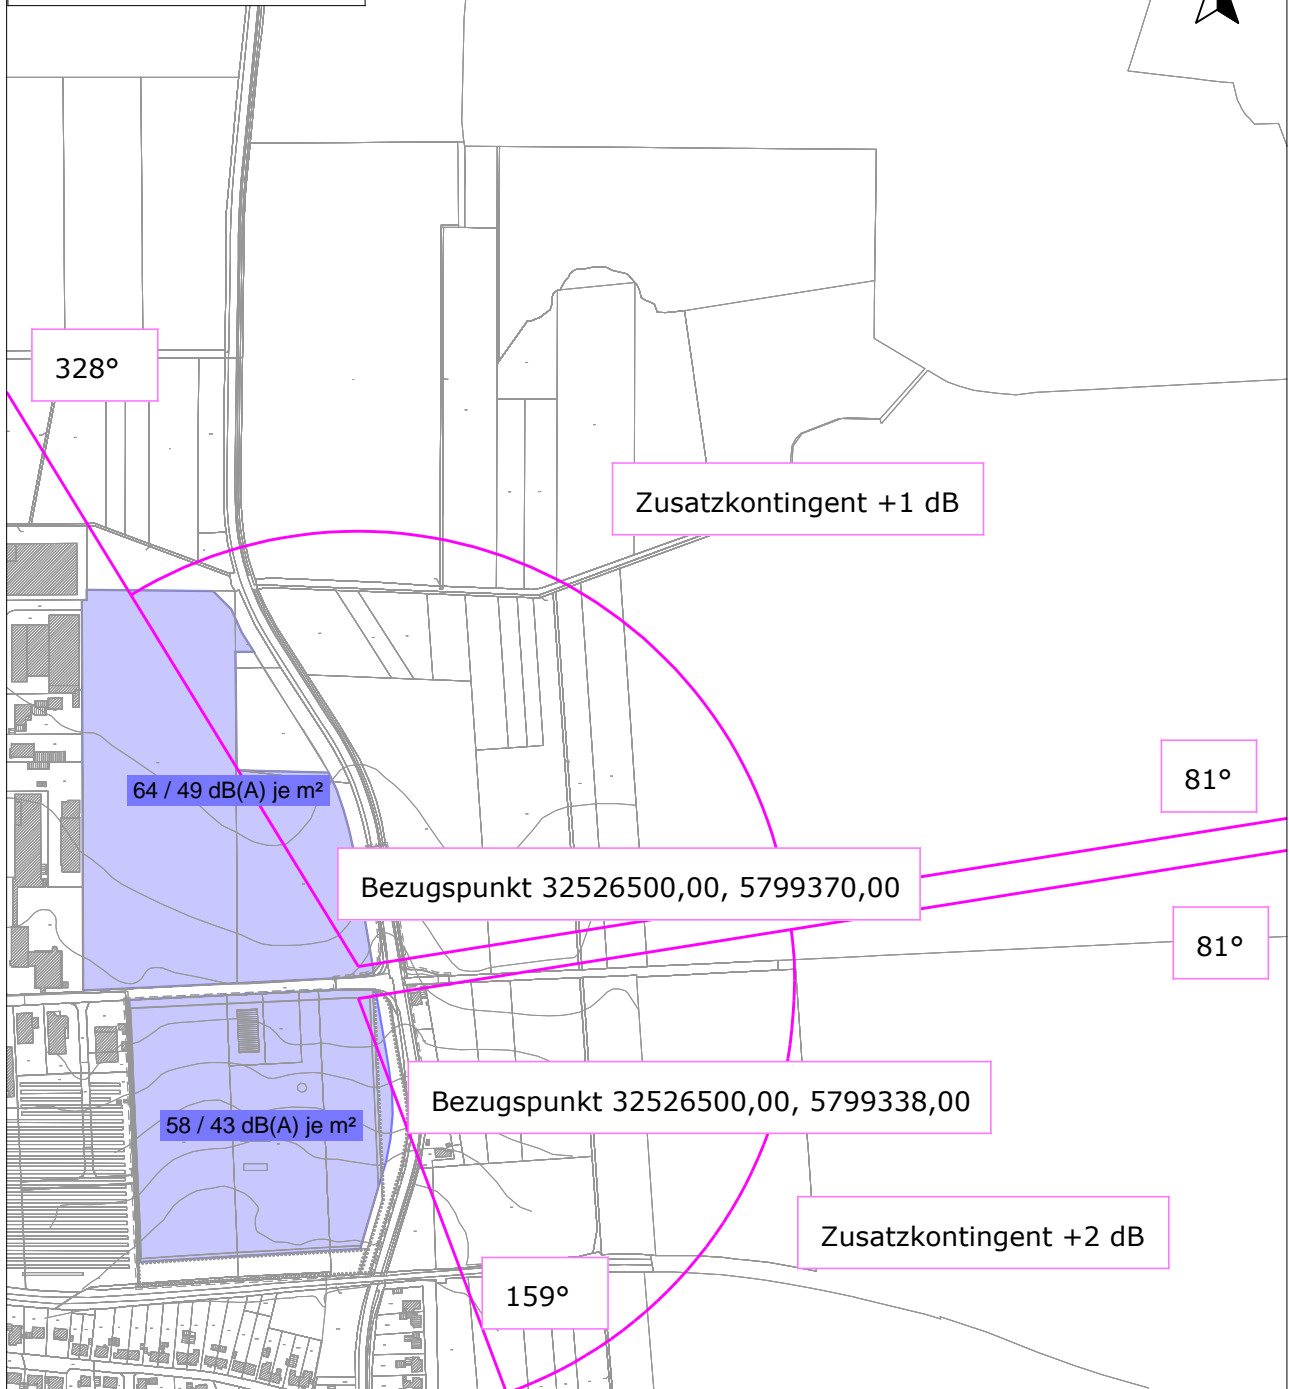 328°
Zusatzkontingent +1 dB
81°
64 / 49 dB(A) je m²
Bezugspunkt 32526500,00, 5799370,00
81°
Bezugspunkt 32526500,00, 5799338,00
58 / 43 dB(A) je m²
Zusatzkontingent +2 dB
159°